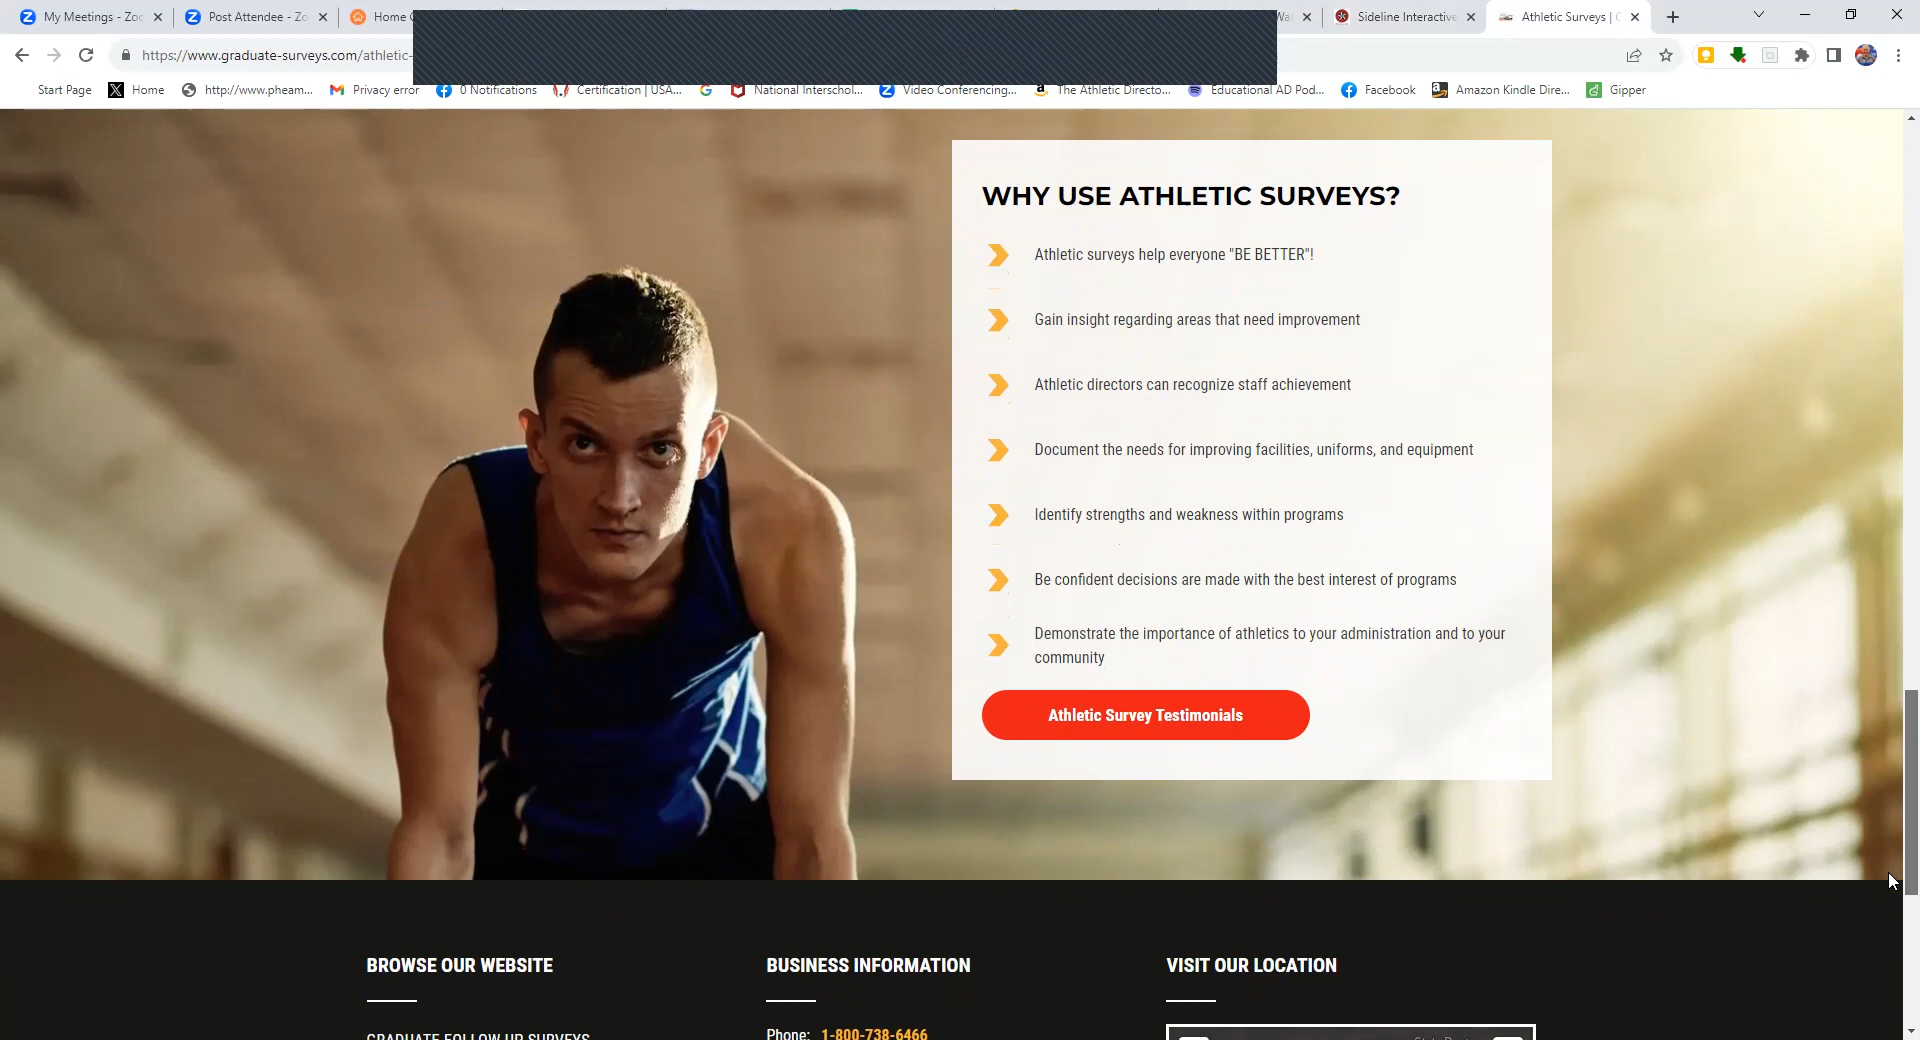 My Meetings - Zoo
Post Attendee - Zo
Home
Sideline Interactive
Athletic Surveys |
https://www.graduate-surveys.com/athletic-
Start Page
Home
http://www.pheam...
Privacy error
0 Notifications
Certification | USA...
National Interschol...
Video Conferencing...
The Athletic Directo...
Educational AD Pod...
Facebook
Amazon Kindle Dire...
Gipper
WHY USE ATHLETIC SURVEYS?
Athletic surveys help everyone "BE BETTER"!
Gain insight regarding areas that need improvement
Athletic directors can recognize staff achievement
Document the needs for improving facilities, uniforms, and equipment
Identify strengths and weakness within programs
Be confident decisions are made with the best interest of programs
Demonstrate the importance of athletics to your administration and to your
community
Athletic Survey Testimonials
BROWSE OUR WEBSITE
BUSINESS INFORMATION
VISIT OUR LOCATION
GRADUATE FOLLOW UP SURVEYS
Phone: 1-800-738-6466